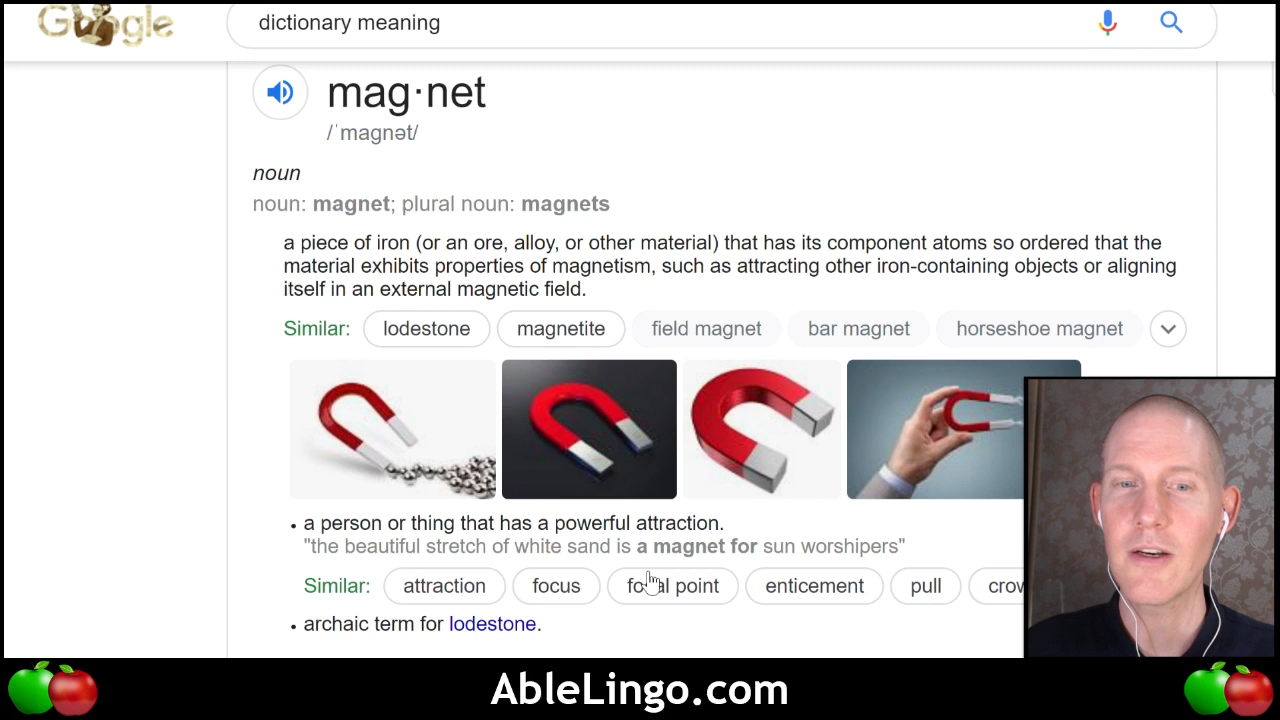 Google
dictionary meaning
mag·net
/ˈmaɡnət/
noun
noun: magnet; plural noun: magnets
a piece of iron (or an ore, alloy, or other material) that has its component atoms so ordered that the
material exhibits properties of magnetism, such as attracting other iron-containing objects or aligning
itself in an external magnetic field.
Similar: lodestone magnetite field magnet bar magnet horseshoe magnet
• a person or thing that has a powerful attraction.
"the beautiful stretch of white sand is a magnet for sun worshipers"
Similar: attraction focus focal point enticement pull
• archaic term for lodestone.
AbleLingo.com